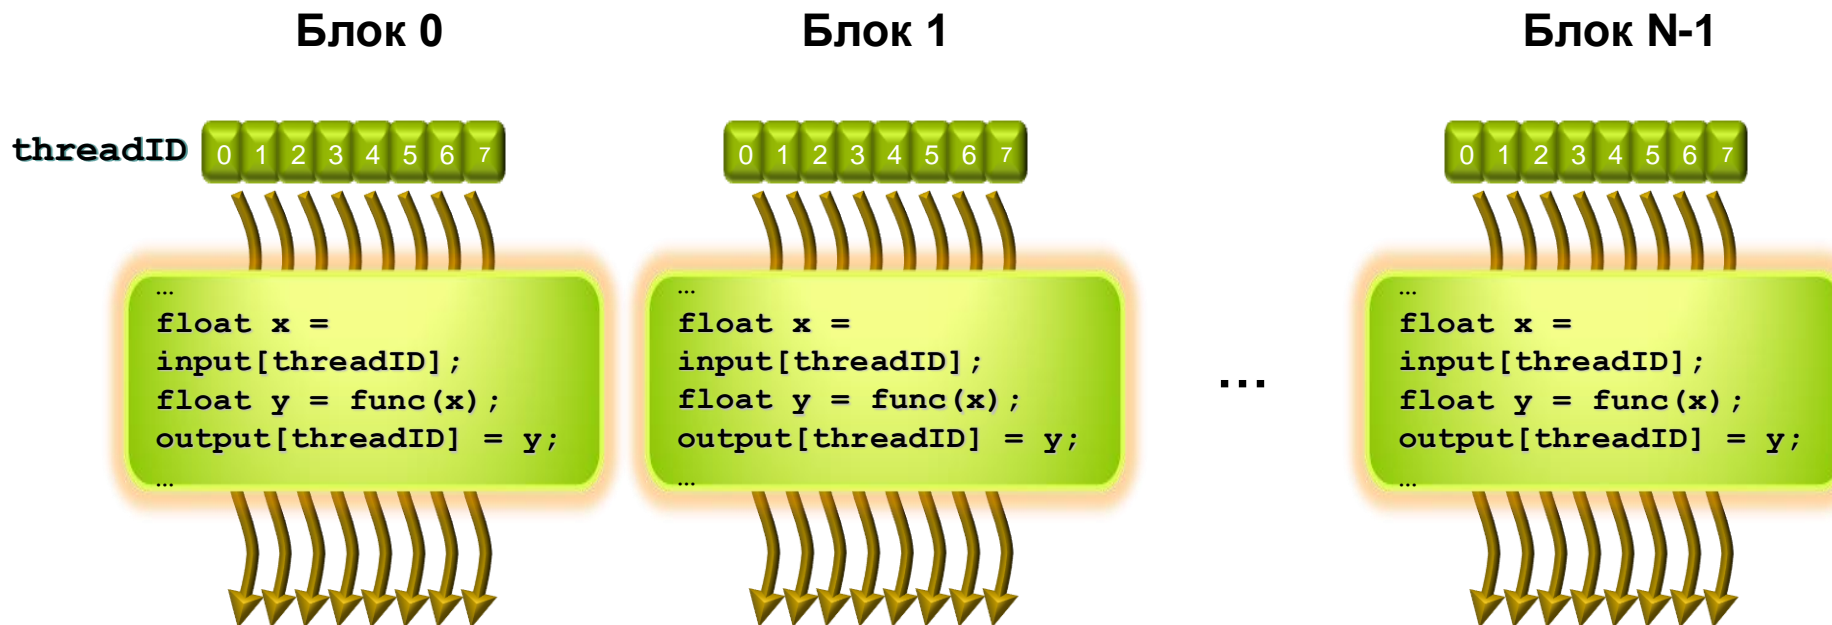 Блок 0
Блок 1
Блок N-1
threadID
0 1 2 3 4 5 6 7
0 1 2 3 4 5 6 7
0 1 2 3 4 5 6 7
…
float x =
input[threadID];
float y = func(x);
output[threadID] = y;
…
…
float x =
input[threadID];
float y = func(x);
output[threadID] = y;
…
…
…
float x =
input[threadID];
float y = func(x);
output[threadID] = y;
…